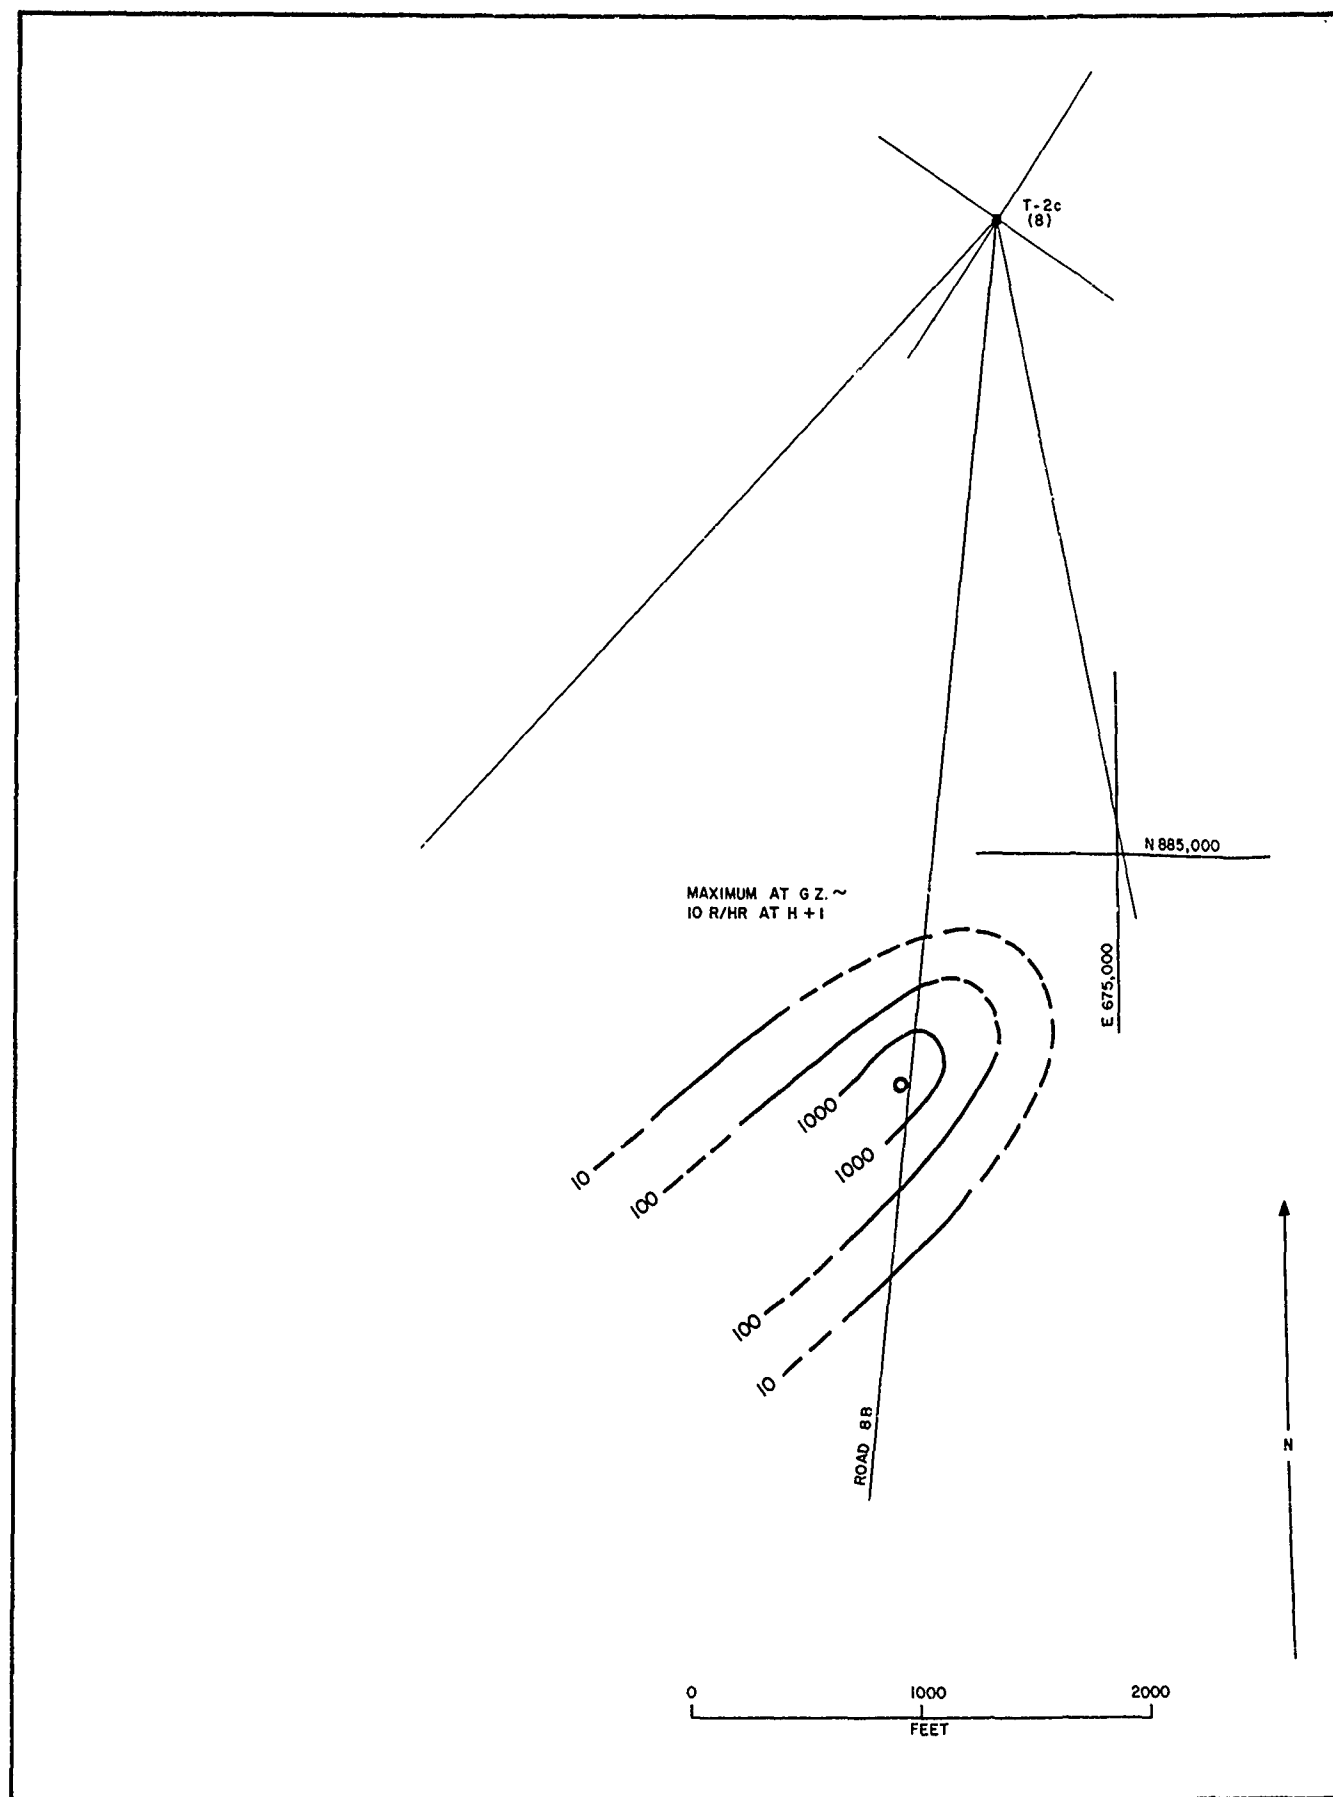 T-2c
(8)
N 885,000
MAXIMUM AT G Z. ~
10 R/HR AT H + 1
E 675,000
1000
1000
10
100
100
10
ROAD 8B
N
0 1000 2000
FEET